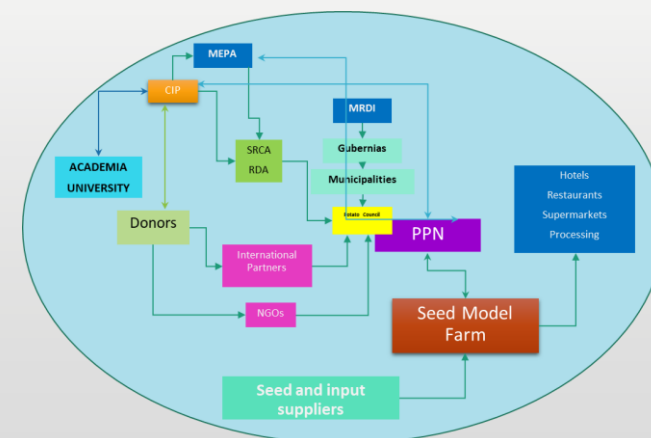 MEPA
CIP
MRDI
ACADEMIA
UNIVERSITY
SRCA
RDA
Gubernias
Municipalities
Hotels
Restaurants
Supermarkets
Processing
Donors
Potato Council
PPN
International
Partners
NGOs
Seed Model
Farm
Seed and input
suppliers